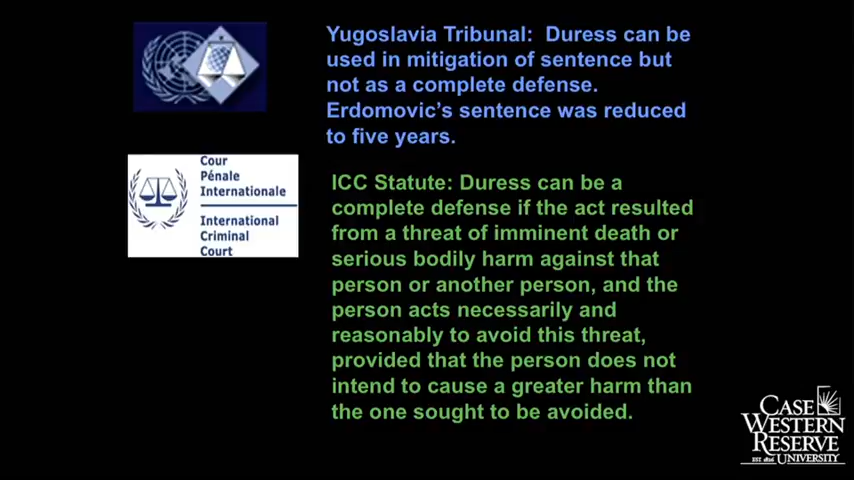 Yugoslavia Tribunal: Duress can be
used in mitigation of sentence but
not as a complete defense.
Erdomovic's sentence was reduced
to five years.
Cour
Pénale
Internationale
International
Criminal
Court
ICC Statute: Duress can be a
complete defense if the act resulted
from a threat of imminent death or
serious bodily harm against that
person or another person, and the
person acts necessarily and
reasonably to avoid this threat,
provided that the person does not
intend to cause a greater harm than
the one sought to be avoided.
CASE
WESTERN
RESERVE
UNIVERSITY